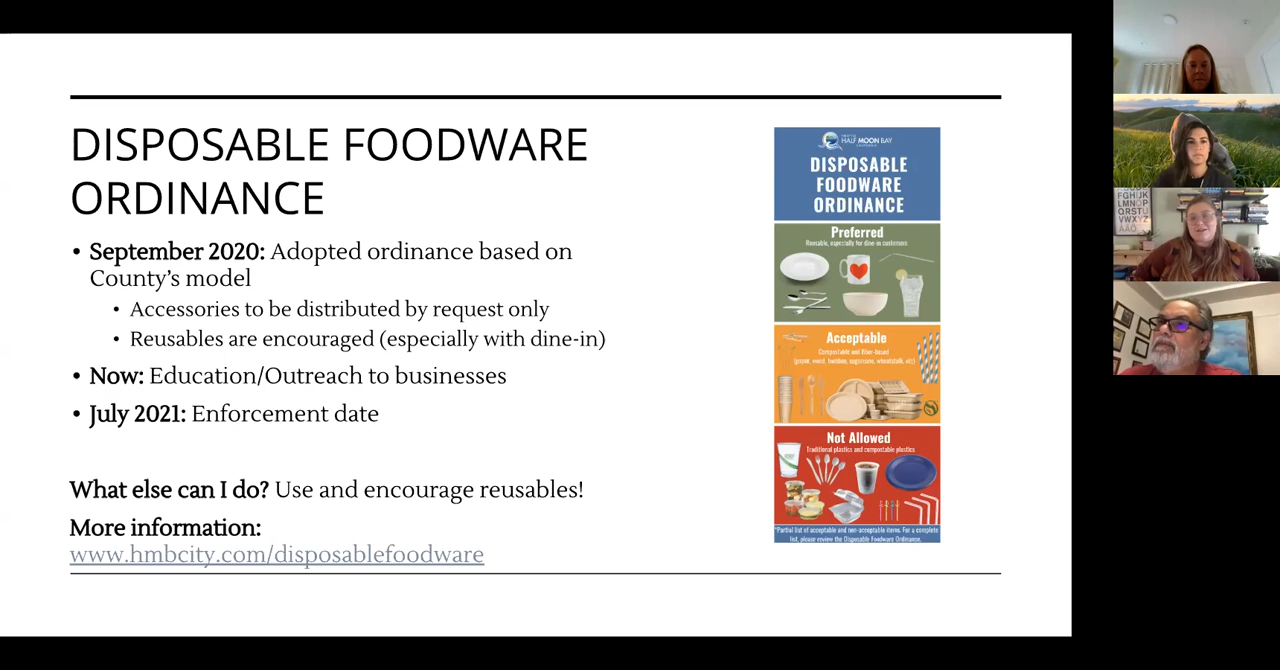 DISPOSABLE FOODWARE
ORDINANCE
• September 2020: Adopted ordinance based on
County's model
• Accessories to be distributed by request only
• Reusables are encouraged (especially with dine-in)
• Now: Education/Outreach to businesses
• July 2021: Enforcement date
What else can I do? Use and encourage reusables!
More information:
www.hmbcity.com/disposablefoodware
HALF MOON BAY
DISPOSABLE
FOODWARE
ORDINANCE
Preferred
Reusable, especially for dine-in customers
Acceptable
Compostable and fiber-based
(paper, wood, bamboo, sugarcane, wheatstalk, etc)
Not Allowed
Traditional plastics and compostable plastics
*Partial list of acceptable and non-acceptable items. For a complete
list, please review the Disposable Foodware Ordinance.
FGHIJK
LMNOP
QRSTU
VWXYZ